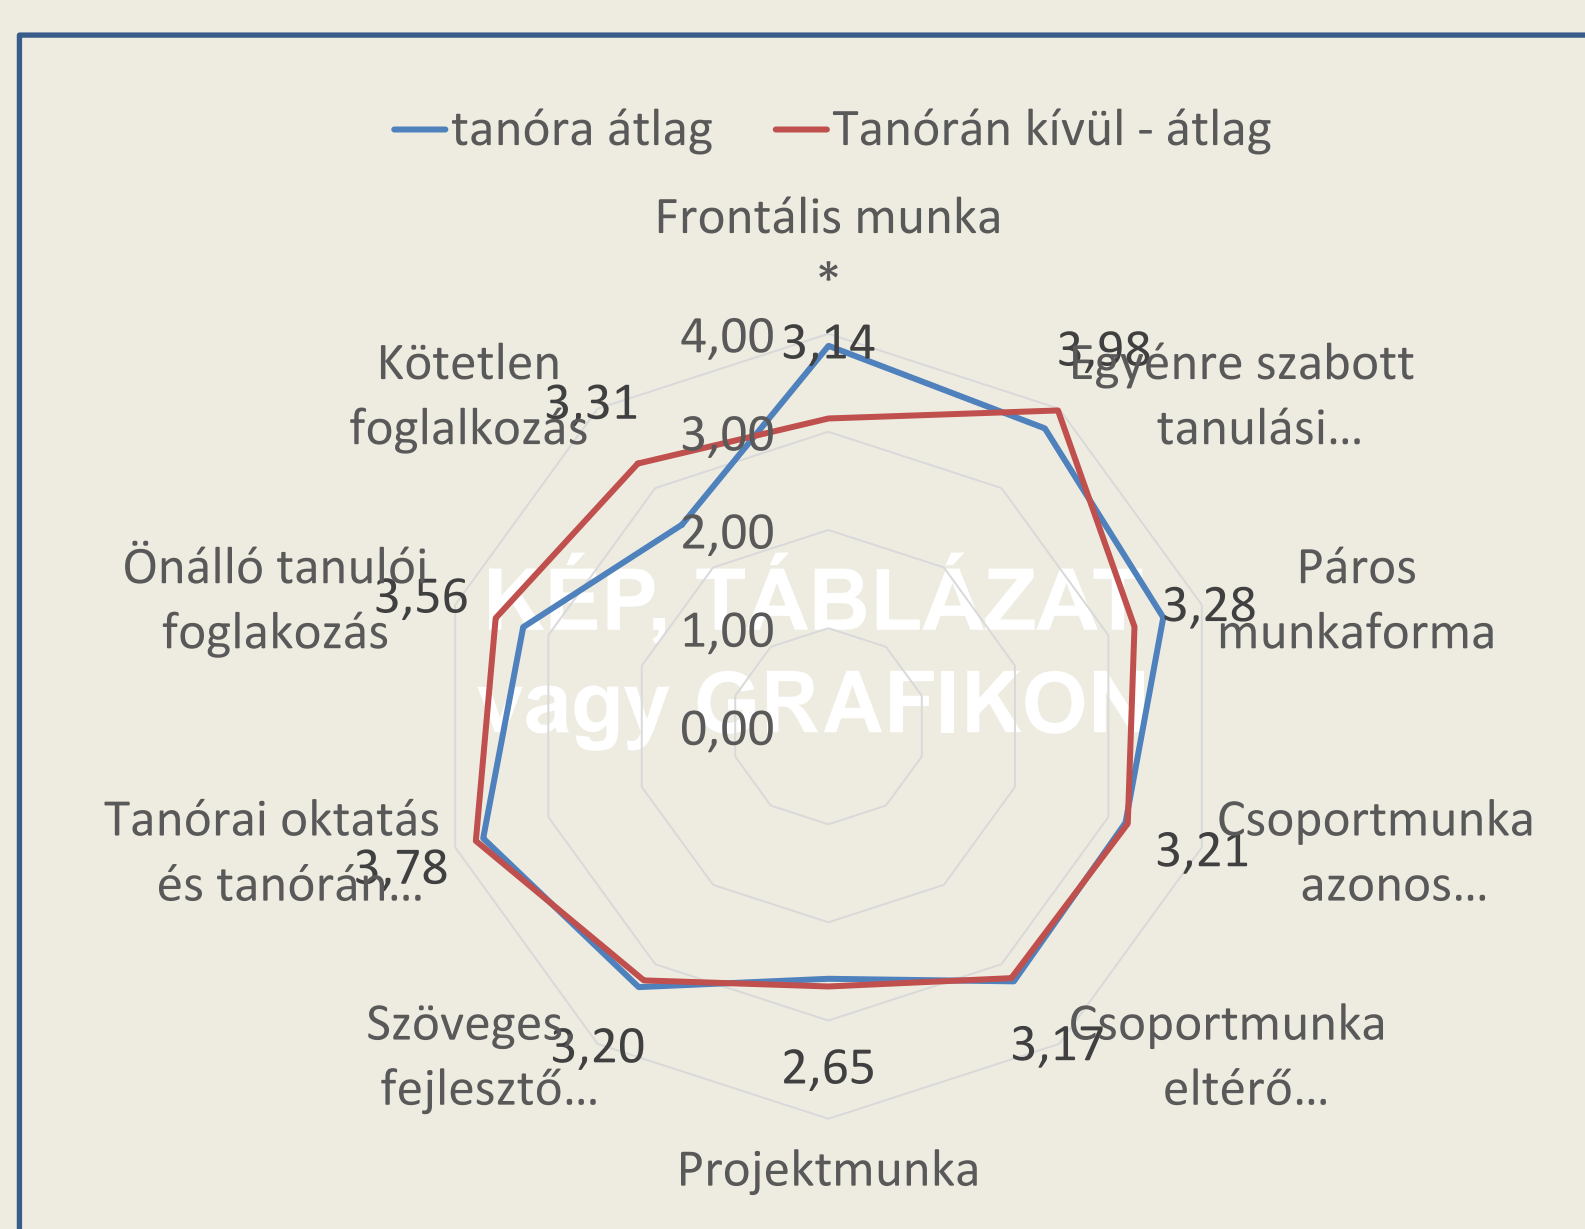 tanóra átlag
Tanórán kívül - átlag
Frontális munka
*
4,00
3,14
3,98
Egyénre szabott
tanulási...
Kötetlen
foglalkozás
3,31
3,00
2,00
1,00
0,00
KÉP, TÁBLÁZAT
vagy GRAFIKON
Önálló tanulói
foglakozás
3,56
Páros
munkaforma
3,28
Tanórai oktatás
és tanórán...
3,78
Csoportmunka
azonos...
3,21
Szöveges
fejlesztő...
3,20
2,65
3,17
Csoportmunka
eltérő...
Projektmunka